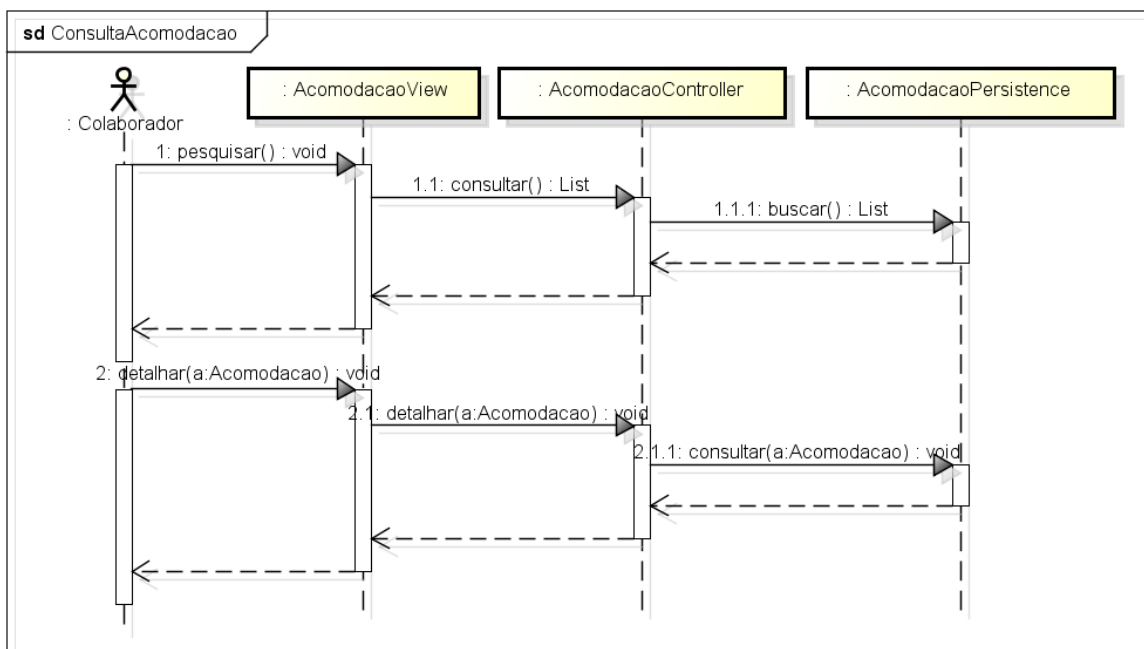 sd ConsultaAcomodacao
: Colaborador
: AcomodacaoView
: AcomodacaoController
: AcomodacaoPersistence
1: pesquisar() : void
1.1: consultar() : List
1.1.1: buscar() : List
2: detalhar(a:Acomodacao) : void
2.1: detalhar(a:Acomodacao) : void
2.1.1: consultar(a:Acomodacao) : void